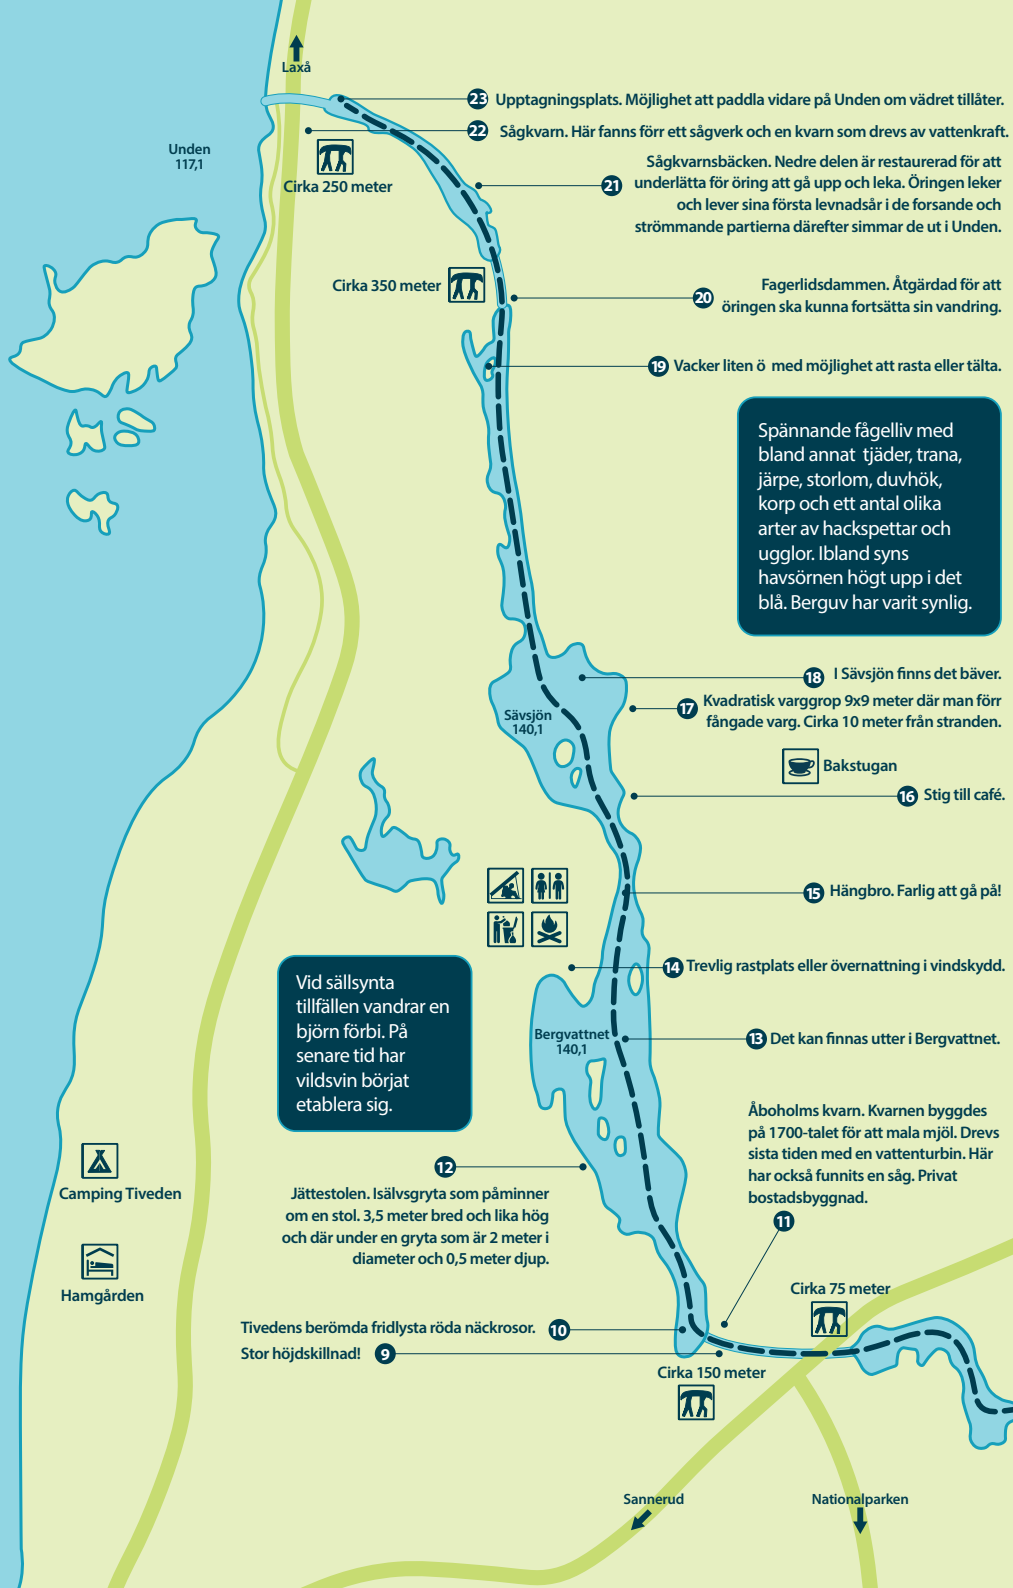 Laxå
23 Upptagningsplats. Möjlighet att paddla vidare på Unden om vädret tillåter.
22 Sågkvarn. Här fanns förr ett sågverk och en kvarn som drevs av vattenkraft.
Unden
117,1
Cirka 250 meter
21 Sågkvarnsbäcken. Nedre delen är restaurerad för att
underlätta för öring att gå upp och leka. Öringen leker
och lever sina första levnadsår i de forsande och
strömmande partierna därefter simmar de ut i Unden.
Cirka 350 meter
20 Fagerlidsdammen. Åtgärdad för att
öringen ska kunna fortsätta sin vandring.
19 Vacker liten ö med möjlighet att rasta eller tälta.
Spännande fågelliv med
bland annat tjäder, trana,
järpe, storlom, duvhök,
korp och ett antal olika
arter av hackspettar och
ugglor. Ibland syns
havsörnen högt upp i det
blå. Berguv har varit synlig.
18 I Sävsjön finns det bäver.
17 Kvadratisk varggrop 9x9 meter där man förr
fångade varg. Cirka 10 meter från stranden.
Sävsjön
140,1
Bakstugan
16 Stig till café.
15 Hängbro. Farlig att gå på!
14 Trevlig rastplats eller övernattning i vindskydd.
Vid sällsynta
tillfällen vandrar en
björn förbi. På
senare tid har
vildsvin börjat
etablera sig.
Bergvattnet
140,1
13 Det kan finnas utter i Bergvattnet.
Åboholms kvarn. Kvarnen byggdes
på 1700-talet för att mala mjöl. Drevs
sista tiden med en vattenturbin. Här
har också funnits en såg. Privat
bostadsbyggnad.
11
12
Jättestolen. Isälvsgryta som påminner
om en stol. 3,5 meter bred och lika hög
och där under en gryta som är 2 meter i
diameter och 0,5 meter djup.
Camping Tiveden
Hamgården
Cirka 75 meter
Tivedens berömda fridlysta röda näckrosor. 10
Stor höjdskillnad! 9
Cirka 150 meter
Sannerud
Nationalparken